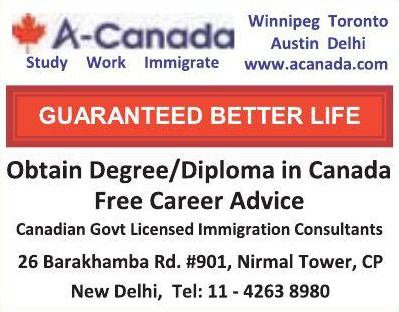 A-Canada
Study Work Immigrate
Winnipeg Toronto
Austin Delhi
www.acanada.com
GUARANTEED BETTER LIFE
Obtain Degree/Diploma in Canada
Free Career Advice
Canadian Govt Licensed Immigration Consultants
26 Barakhamba Rd. #901, Nirmal Tower, CP
New Delhi, Tel: 11 - 4263 8980